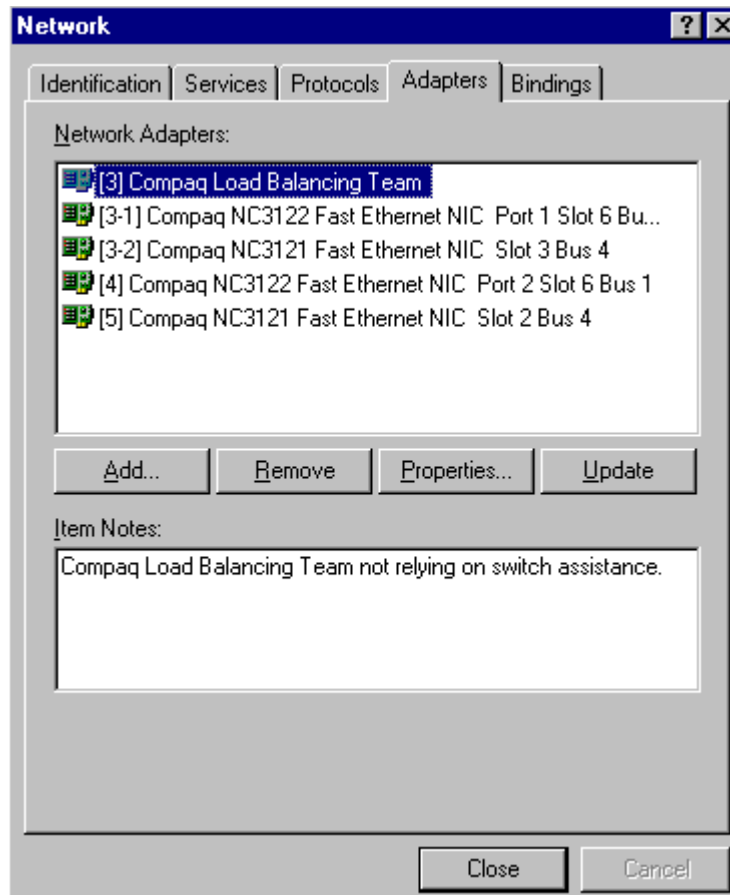 Network
Identification Services Protocols Adapters Bindings
Network Adapters:
[3] Compaq Load Balancing Team
[3-1] Compaq NC3122 Fast Ethernet NIC Port 1 Slot 6 Bu...
[3-2] Compaq NC3121 Fast Ethernet NIC Slot 3 Bus 4
[4] Compaq NC3122 Fast Ethernet NIC Port 2 Slot 6 Bus 1
[5] Compaq NC3121 Fast Ethernet NIC Slot 2 Bus 4
Add... Remove Properties... Update
Item Notes:
Compaq Load Balancing Team not relying on switch assistance.
Close Cancel